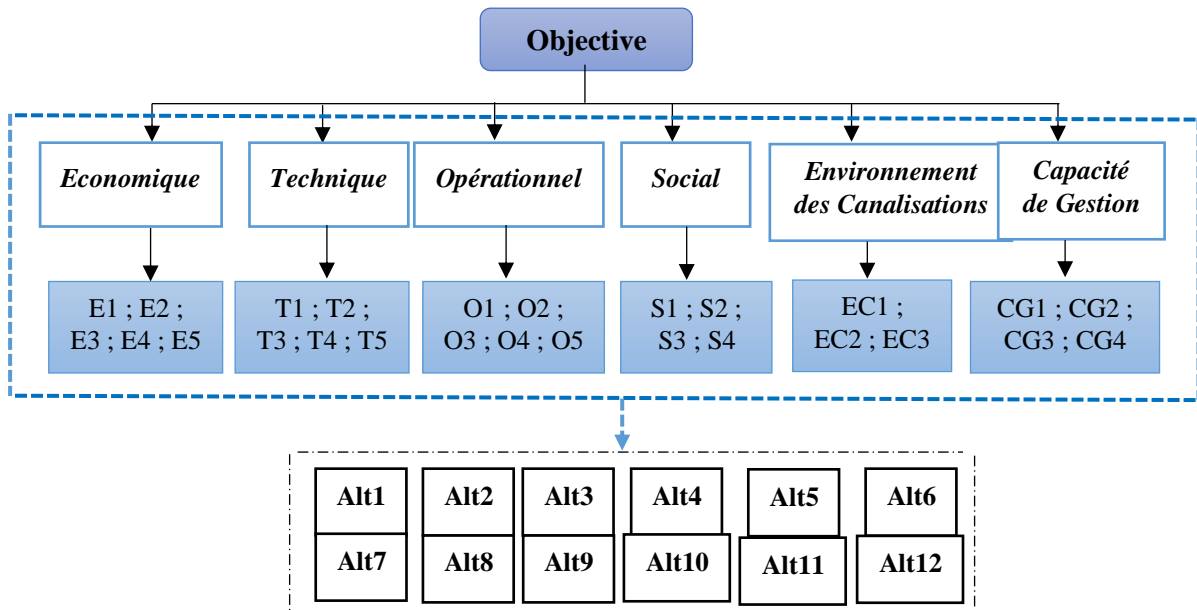 Objective
Economique
Technique
Opérationnel
Social
Environnement
des Canalisations
Capacité
de Gestion
E1 ; E2 ;
E3 ; E4 ; E5
T1 ; T2 ;
T3 ; T4 ; T5
O1 ; O2 ;
O3 ; O4 ; O5
S1 ; S2 ;
S3 ; S4
EC1 ;
EC2 ; EC3
CG1 ; CG2 ;
CG3 ; CG4
Alt1
Alt2
Alt3
Alt4
Alt5
Alt6
Alt7
Alt8
Alt9
Alt10
Alt11
Alt12